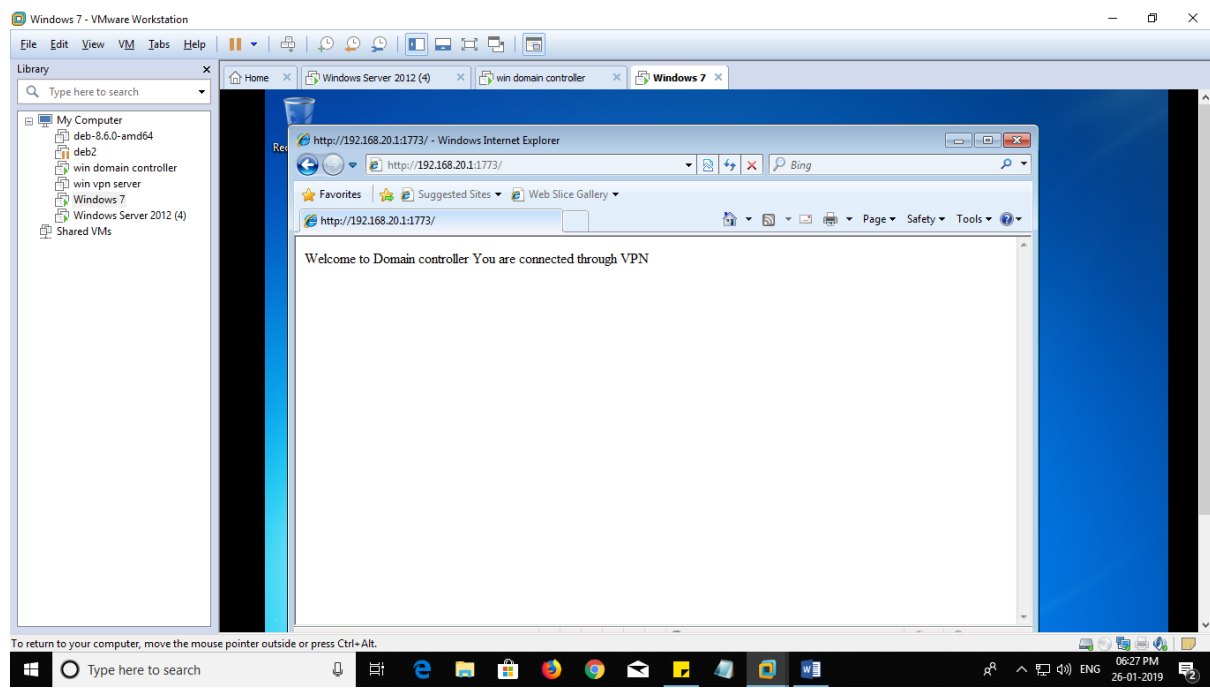 Windows 7 - VMware Workstation
File Edit View VM Tabs Help
Library
Type here to search
My Computer
deb-8.6.0-amd64
deb2
win domain controller
win vpn server
Windows 7
Windows Server 2012 (4)
Shared VMs
Home Windows Server 2012 (4) win domain controller Windows 7
Rec
http://192.168.20.1:1773/ - Windows Internet Explorer
http://192.168.20.1:1773/ Bing
Favorites Suggested Sites Web Slice Gallery
http://192.168.20.1:1773/ Page Safety Tools
Welcome to Domain controller You are connected through VPN
To return to your computer, move the mouse pointer outside or press Ctrl+Alt.
Type here to search
ENG
06:27 PM
26-01-2019
2